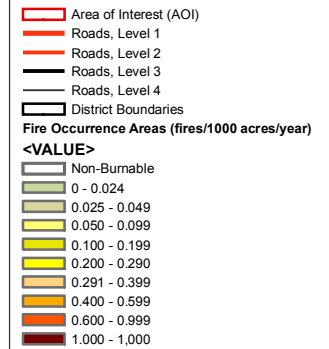 Area of Interest (AOI)
Roads, Level 1
Roads, Level 2
Roads, Level 3
Roads, Level 4
District Boundaries
Fire Occurrence Areas (fires/1000 acres/year)
<VALUE>
Non-Burnable
0 - 0.024
0.025 - 0.049
0.050 - 0.099
0.100 - 0.199
0.200 - 0.290
0.291 - 0.399
0.400 - 0.599
0.600 - 0.999
1.000 - 1,000